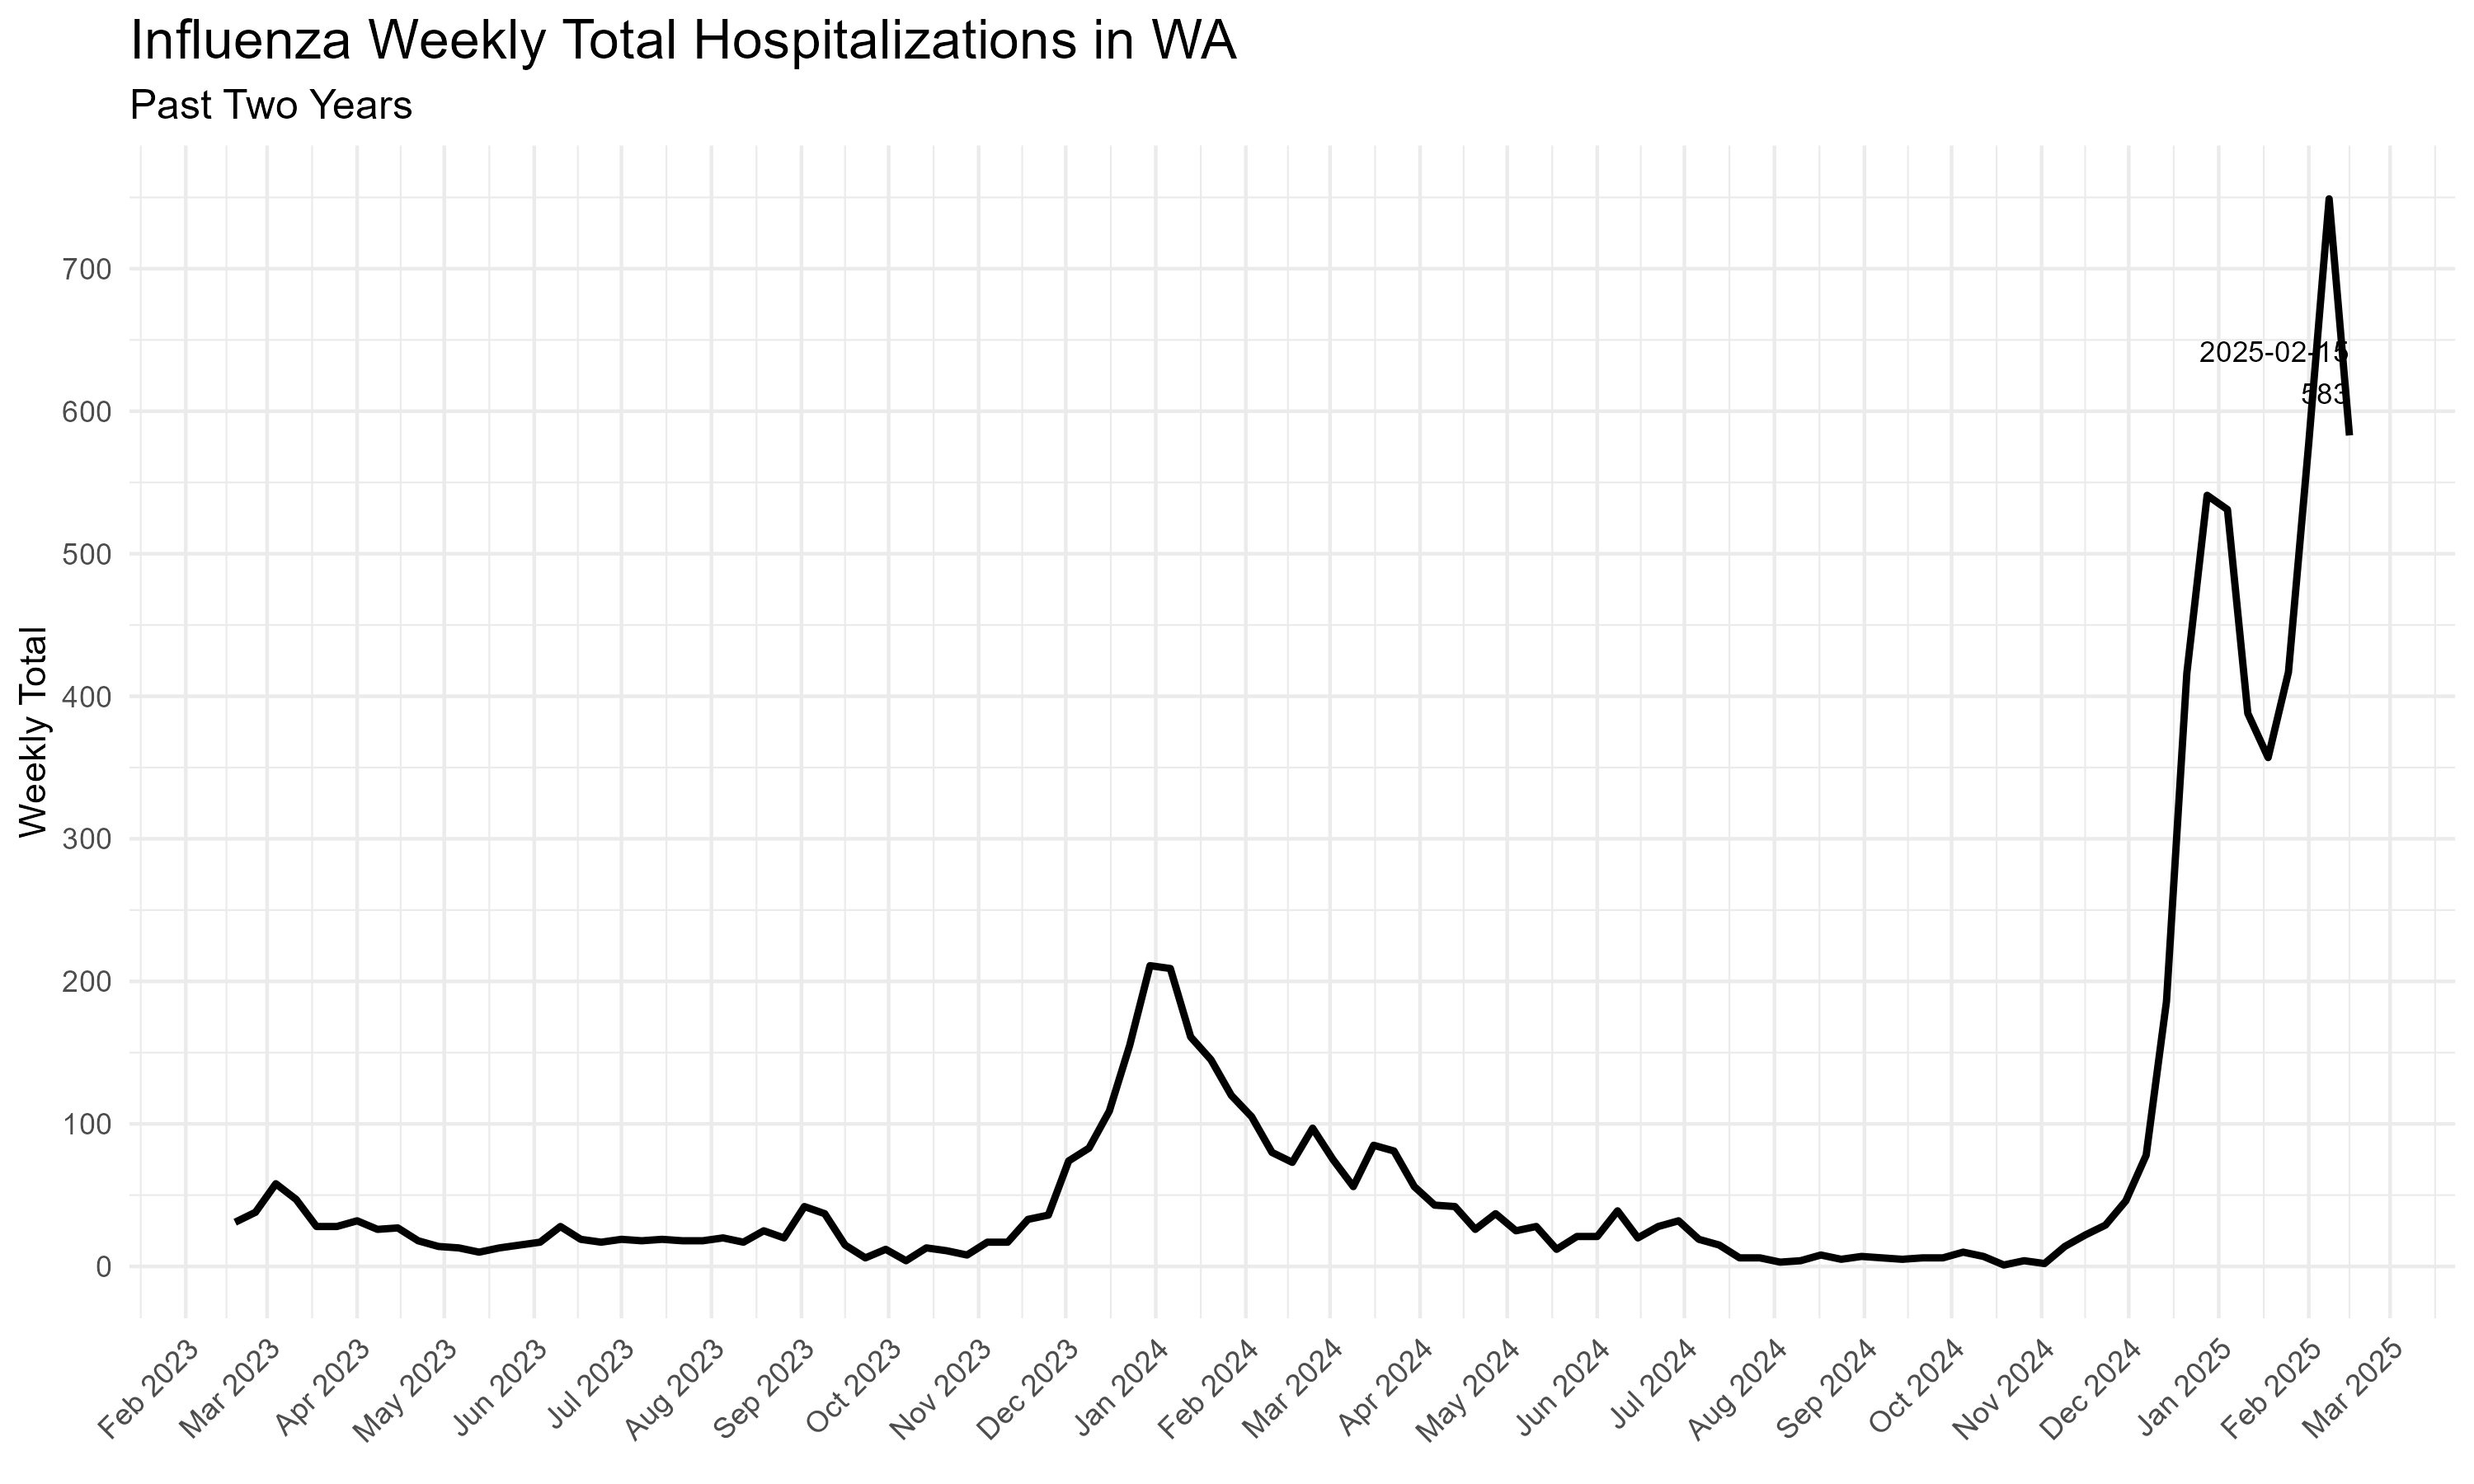 Influenza Weekly Total Hospitalizations in WA
Past Two Years
Weekly Total
700
600
500
400
300
200
100
0
2025-02-15
583
Feb 2023
Mar 2023
Apr 2023
May 2023
Jun 2023
Jul 2023
Aug 2023
Sep 2023
Oct 2023
Nov 2023
Dec 2023
Jan 2024
Feb 2024
Mar 2024
Apr 2024
May 2024
Jun 2024
Jul 2024
Aug 2024
Sep 2024
Oct 2024
Nov 2024
Dec 2024
Jan 2025
Feb 2025
Mar 2025